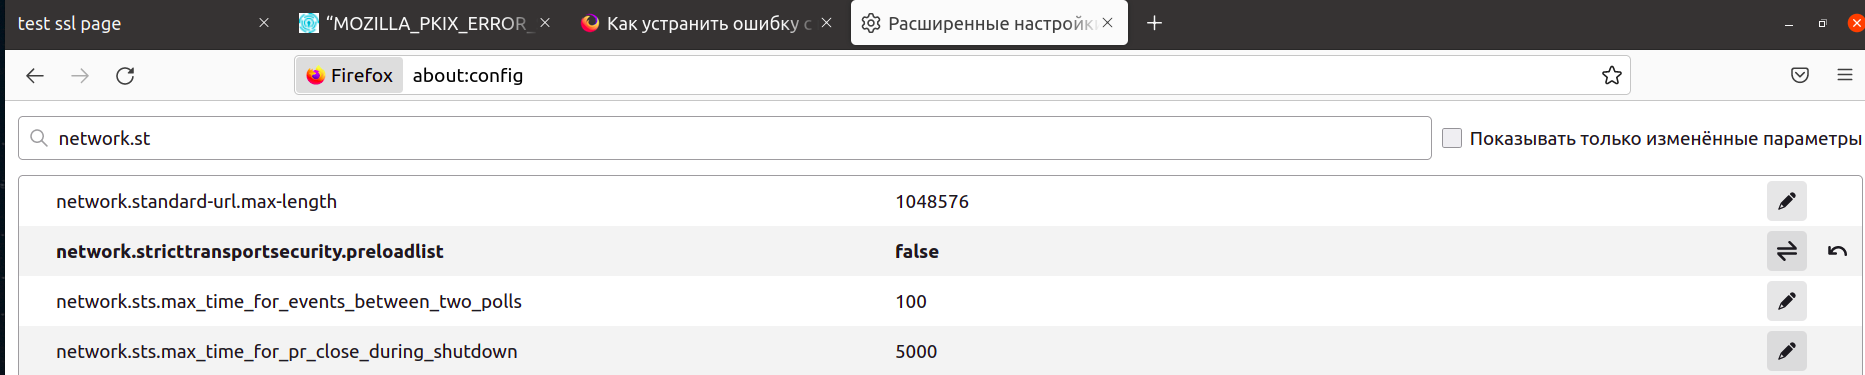 test ssl page
“MOZILLA_PKIX_ERROR_
Как устранить ошибку с
Расширенные настройки
Firefox about:config
network.st
Показывать только изменённые параметры
network.standard-url.max-length 1048576
network.stricttransportsecurity.preloadlist false
network.sts.max_time_for_events_between_two_polls 100
network.sts.max_time_for_pr_close_during_shutdown 5000